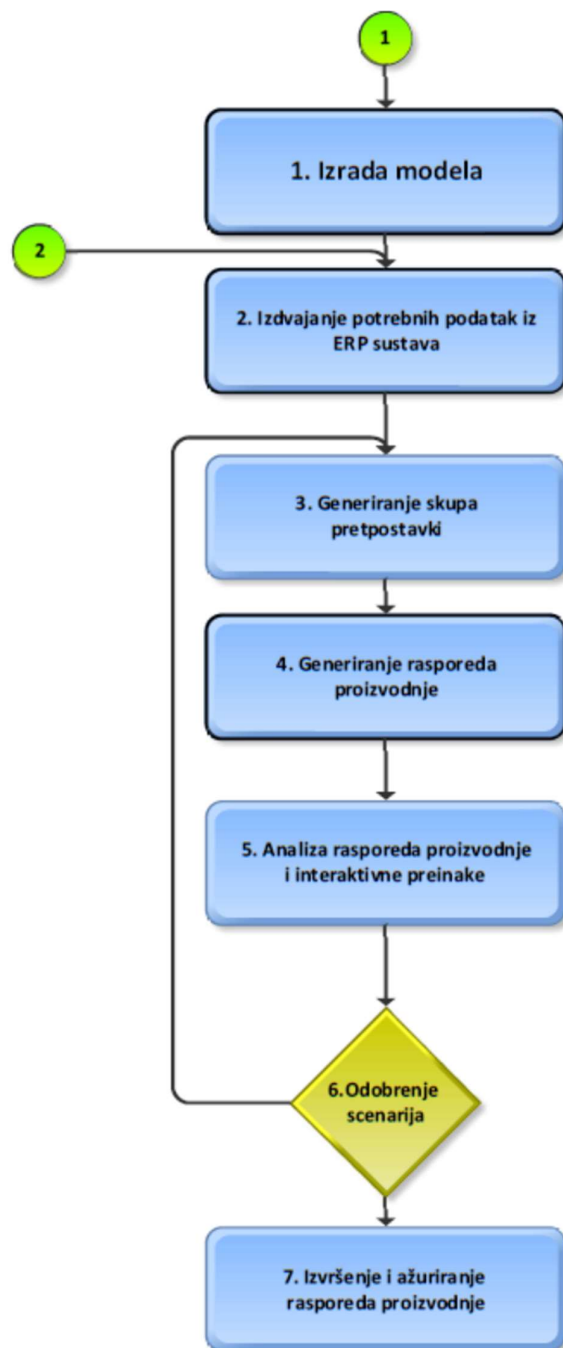 1
1. Izrada modela
2
2. Izdvajanje potrebnih podatak iz
ERP sustava
3. Generiranje skupa
pretpostavki
4. Generiranje rasporeda
proizvodnje
5. Analiza rasporeda proizvodnje
i interaktivne preinake
6.Odobrenje
scenarija
7. Izvršenje i ažuriranje
rasporeda proizvodnje